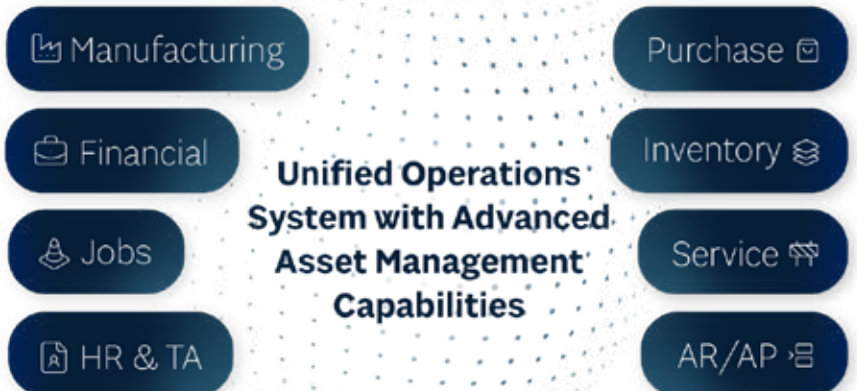 Manufacturing
Financial
Jobs
HR & TA
Unified Operations
System with Advanced
Asset Management
Capabilities
Purchase
Inventory
Service
AR/AP